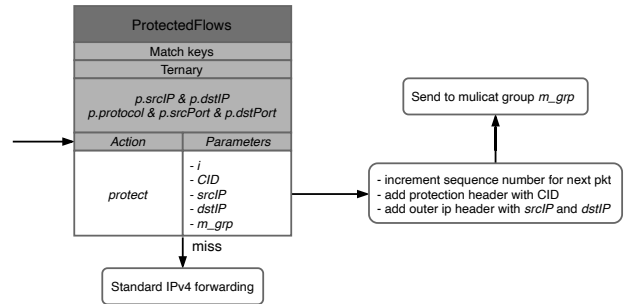 ProtectedFlows
Match keys
Ternary
p.srcIP & p.dstIP
p.protocol & p.srcPort & p.dstPort
Action
Parameters
protect
- i
- CID
- srcIP
- dstIP
- m_grp
miss
Standard IPv4 forwarding
Send to mulicat group m_grp
- increment sequence number for next pkt
- add protection header with CID
- add outer ip header with srcIP and dstIP